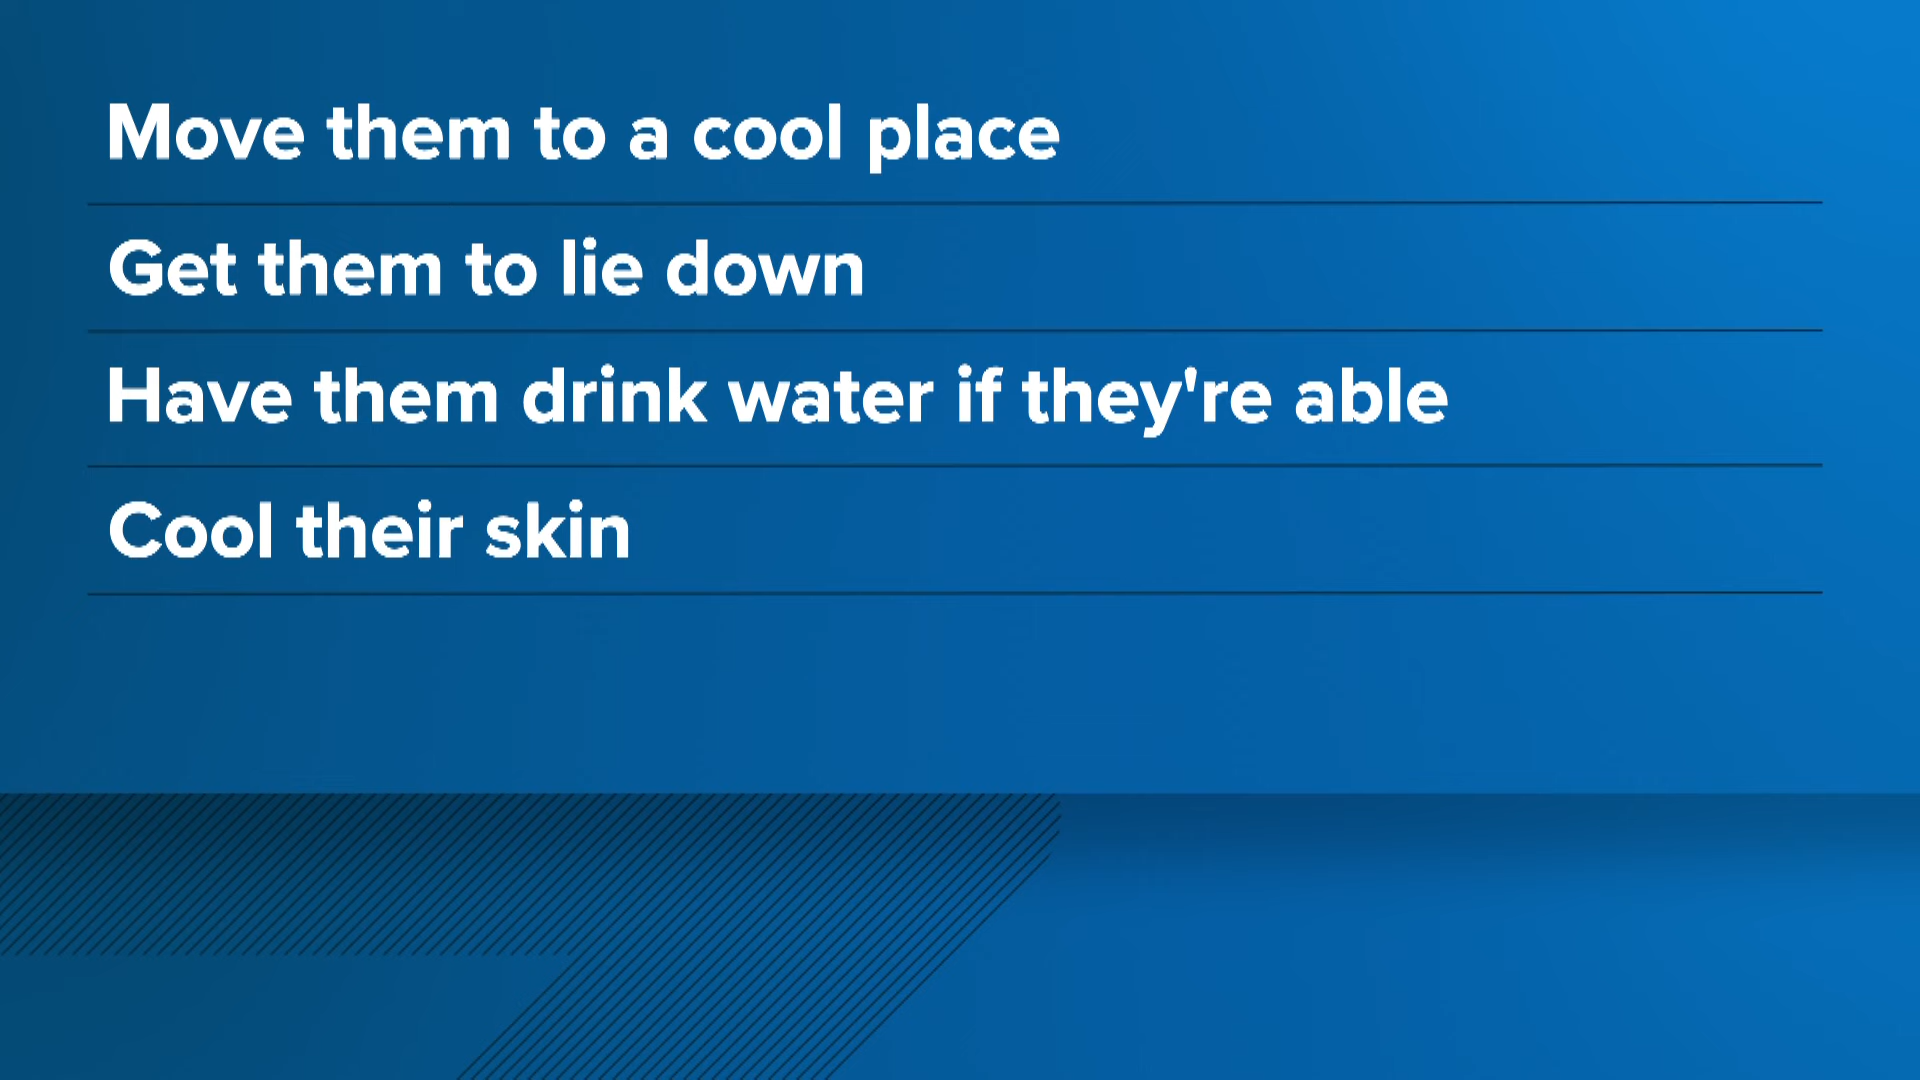 Move them to a cool place
Get them to lie down
Have them drink water if they're able
Cool their skin